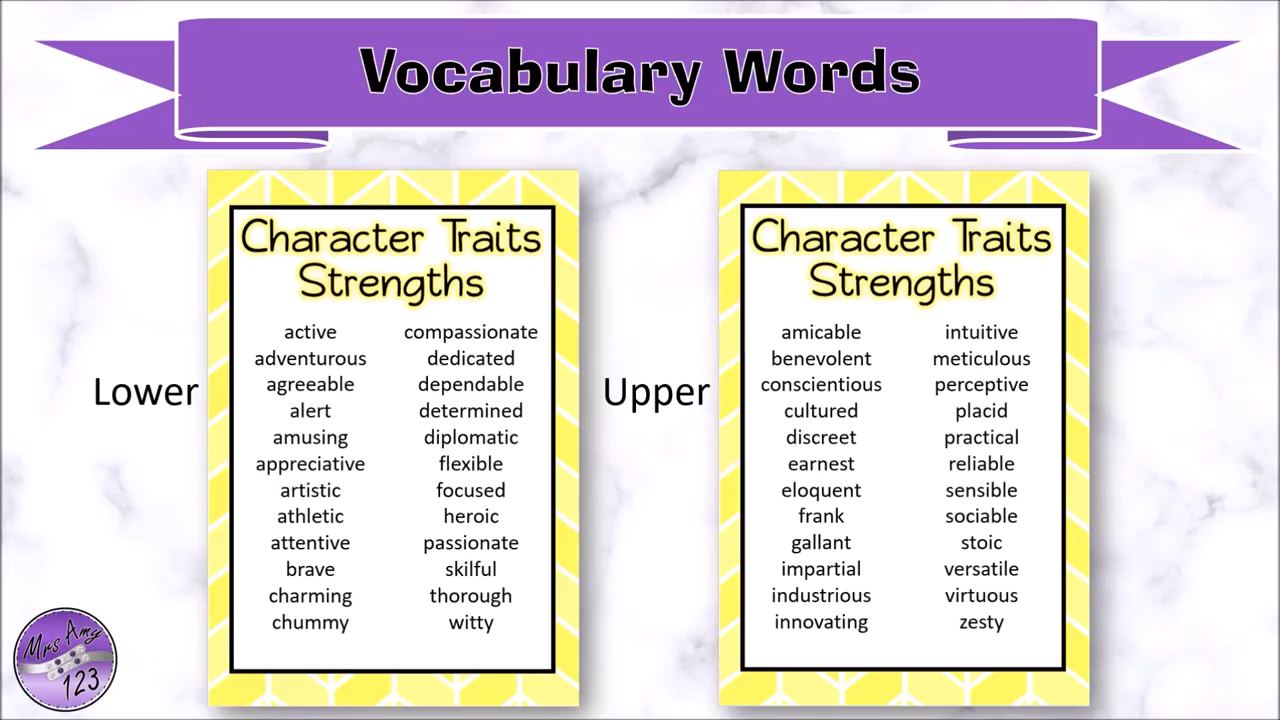 Vocabulary Words
Lower
Character Traits
Strengths
active
adventurous
agreeable
alert
amusing
appreciative
artistic
athletic
attentive
brave
charming
chummy
compassionate
dedicated
dependable
determined
diplomatic
flexible
focused
heroic
passionate
skilful
thorough
witty
Upper
Character Traits
Strengths
amicable
benevolent
conscientious
cultured
discreet
earnest
eloquent
frank
gallant
impartial
industrious
innovating
intuitive
meticulous
perceptive
placid
practical
reliable
sensible
sociable
stoic
versatile
virtuous
zesty
Mrs Amy
123